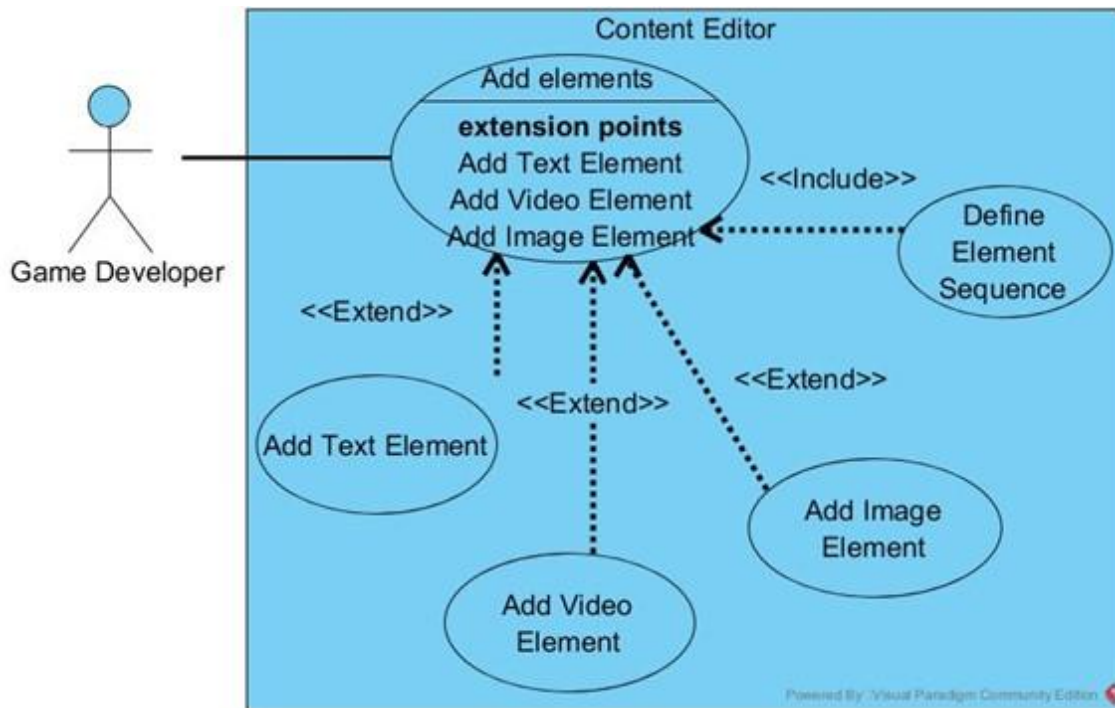 Content Editor
Add elements
extension points
Add Text Element
Add Video Element
Add Image Element
<<Include>>
Define
Element
Sequence
Game Developer
<<Extend>>
<<Extend>>
<<Extend>>
Add Text Element
Add Image
Element
Add Video
Element
Powered By Visual Paradigm Community Edition